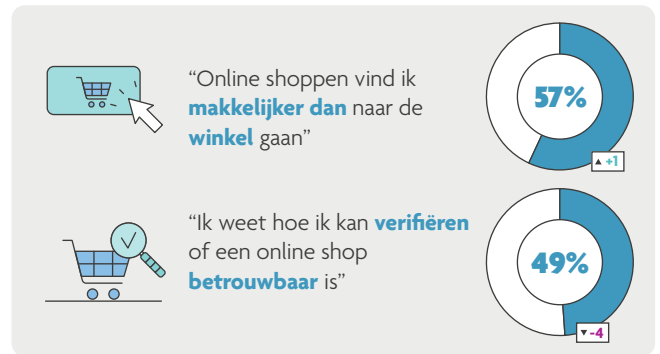 “Online shoppen vind ik
makkelijker dan naar de
winkel gaan”
57%
▲ +1
“Ik weet hoe ik kan verifiëren
of een online shop
betrouwbaar is”
49%
▼ -4